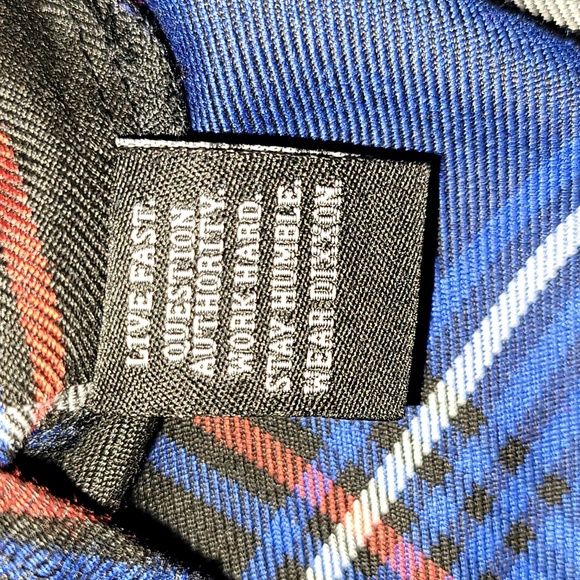 LIVE FAST.
QUESTION
AUTHORITY.
WORK HARD.
STAY HUMBLE.
WEAR DIXXON.